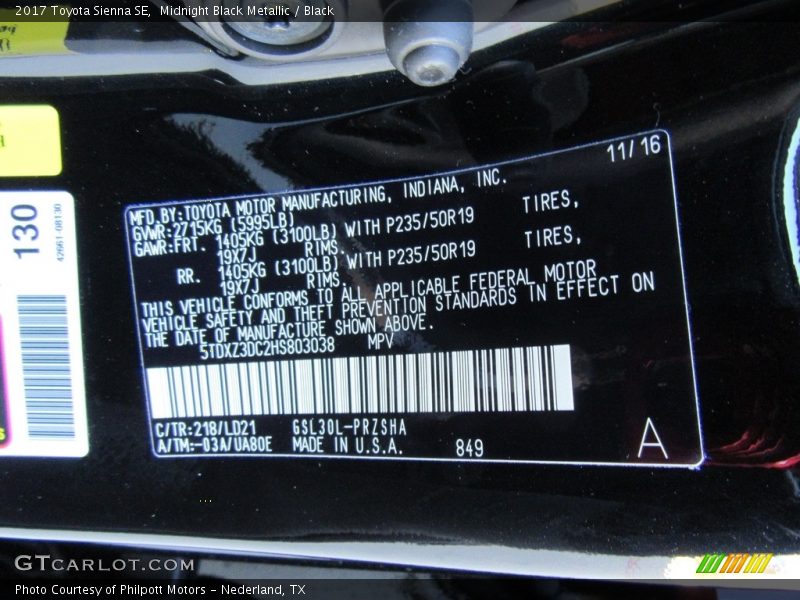 2017 Toyota Sienna SE, Midnight Black Metallic / Black
11/16
MFD.BY:TOYOTA MOTOR MANUFACTURING, INDIANA, INC.
GVWR:2715KG (5995LB)
GAWR:FRT. 1405KG (3100LB) WITH P235/50R19 TIRES,
19X7J RIMS.
RR. 1405KG (3100LB) WITH P235/50R19 TIRES,
19X7J RIMS.
THIS VEHICLE CONFORMS TO ALL APPLICABLE FEDERAL MOTOR
VEHICLE SAFETY AND THEFT PREVENTION STANDARDS IN EFFECT ON
THE DATE OF MANUFACTURE SHOWN ABOVE.
5TDXZ3DC2HS803038 MPV
C/TR:218/LD21 GSL30L-PRZSHA
A/TM:-03A/UA80E MADE IN U.S.A. 849
A
130
42661-08130
GTCARLOT.COM
Photo Courtesy of Philpott Motors - Nederland, TX